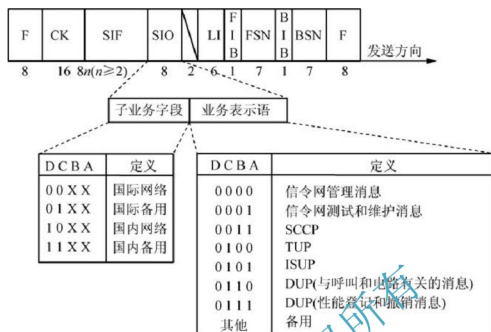 F CK SIF SIO LI FIB FSN BIB BSN F
8 16 8n(n≥2) 8 2 6 1 7 1 7 8 发送方向
子业务字段 业务表示语
DCBA 定义
00XX 国际网络
01XX 国际备用
10XX 国内网络
11XX 国内备用
DCBA 定义
0000 信令网管理消息
0001 信令网测试和维护消息
0011 SCCP
0100 TUP
0101 ISUP
0110 DUP(与呼叫和电路有关的消息)
0111 DUP(性能登记和撤销消息)
其他 备用
所有